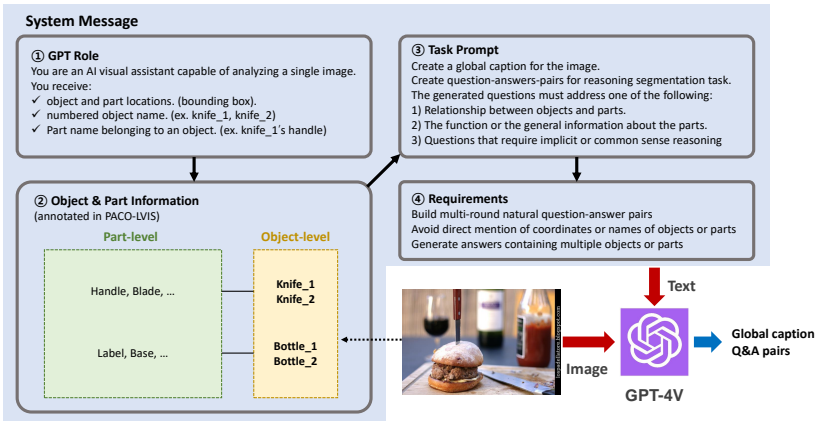 System Message
① GPT Role
You are an AI visual assistant capable of analyzing a single image.
You receive:
✓ object and part locations. (bounding box).
✓ numbered object name. (ex. knife_1, knife_2)
✓ Part name belonging to an object. (ex. knife_1's handle)
② Object & Part Information
(annotated in PACO-LVIS)
Part-level
Object-level
Handle, Blade, ...
Knife_1
Knife_2
Label, Base, ...
Bottle_1
Bottle_2
③ Task Prompt
Create a global caption for the image.
Create question-answers-pairs for reasoning segmentation task.
The generated questions must address one of the following:
1) Relationship between objects and parts.
2) The function or the general information about the parts.
3) Questions that require implicit or common sense reasoning
④ Requirements
Build multi-round natural question-answer pairs
Avoid direct mention of coordinates or names of objects or parts
Generate answers containing multiple objects or parts
Text
Image
GPT-4V
Global caption
Q&A pairs